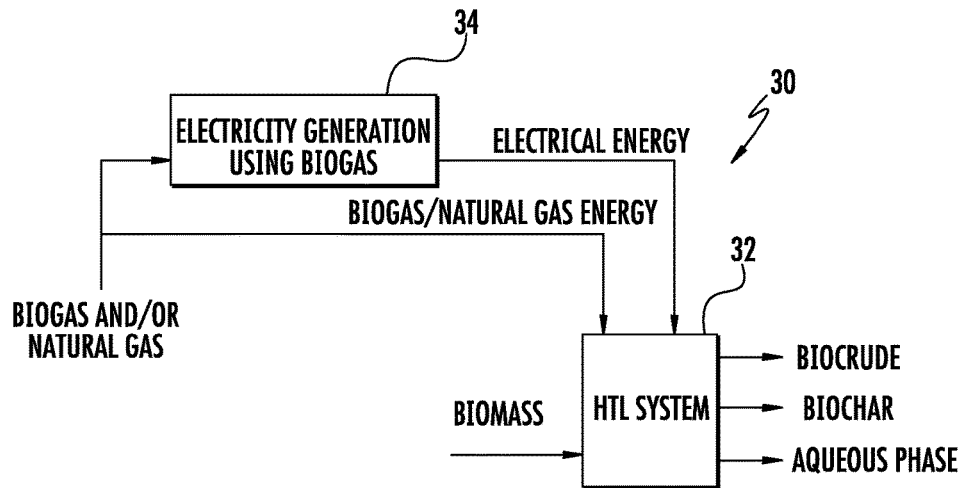 34
30
ELECTRICITY GENERATION
USING BIOGAS
ELECTRICAL ENERGY
BIOGAS/NATURAL GAS ENERGY
32
BIOGAS AND/OR
NATURAL GAS
BIOMASS
HTL SYSTEM
BIOCRUDE
BIOCHAR
AQUEOUS PHASE